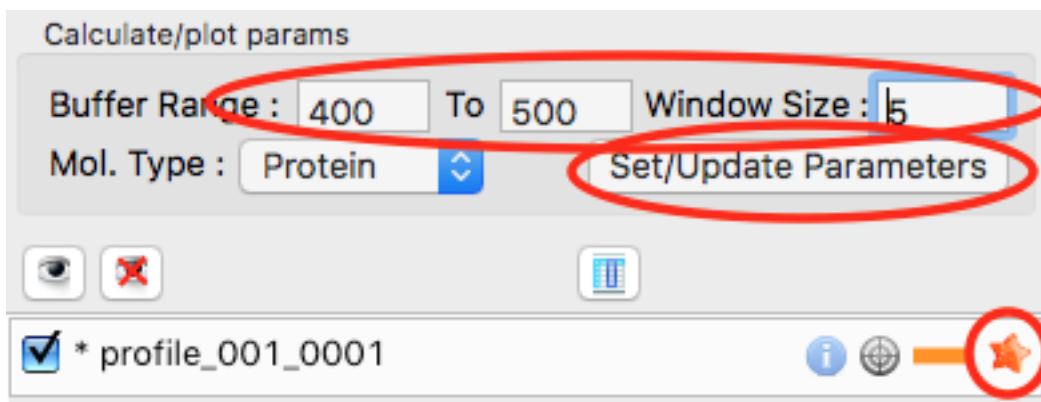 Calculate/plot params
Buffer Range : 400 To 500 Window Size : 5
Mol. Type : Protein Set/Update Parameters
* profile_001_0001